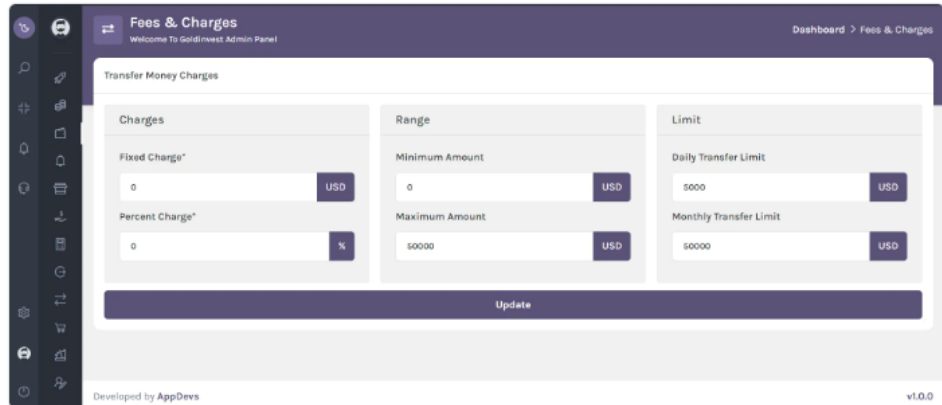 Fees & Charges
Welcome To Goldinvest Admin Panel
Dashboard > Fees & Charges
Transfer Money Charges
Charges
Fixed Charge*
0 USD
Percent Charge*
0 %
Range
Minimum Amount
0 USD
Maximum Amount
50000 USD
Limit
Daily Transfer Limit
5000 USD
Monthly Transfer Limit
50000 USD
Update
Developed by AppDevs
v1.0.0